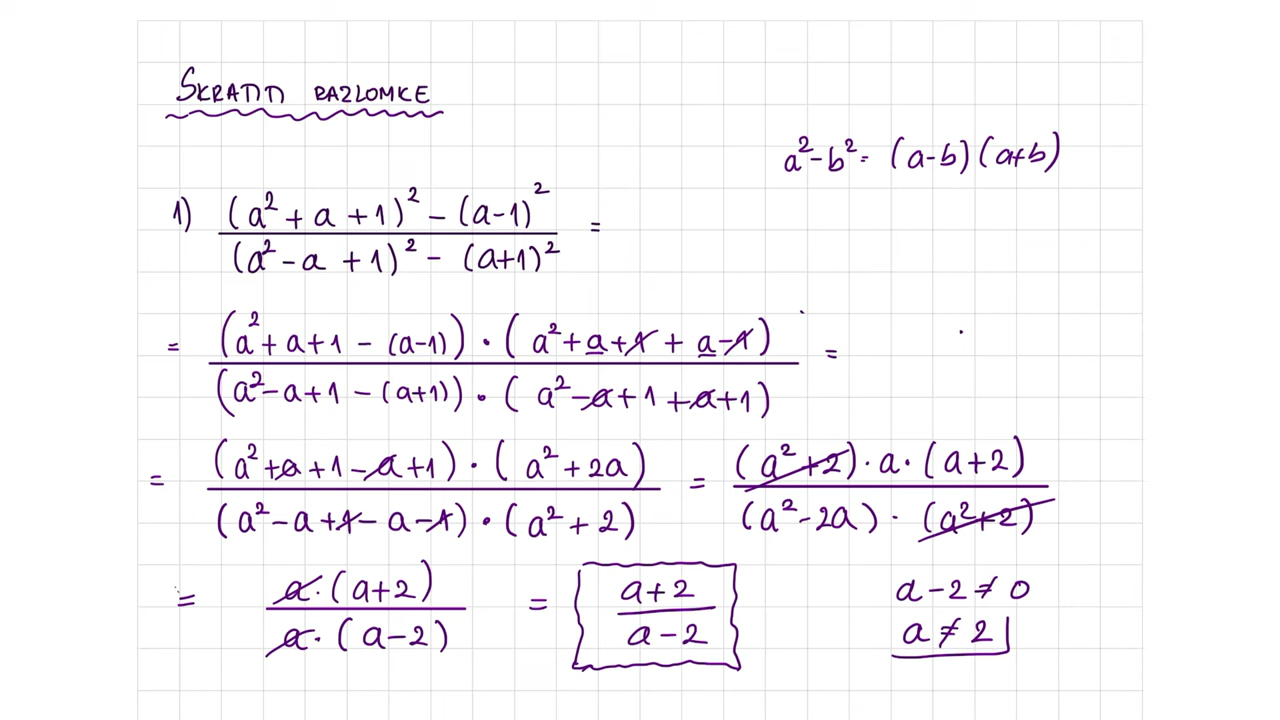 SKRATITI RAZLOMKE
a² - b² = (a-b)(a+b)
1) ((a² + a + 1)² - (a-1)²) / ((a² - a + 1)² - (a+1)²) =
= ((a² + a + 1 - (a-1)) · (a² + a + 1 + a - 1)) / ((a² - a + 1 - (a+1)) · (a² - a + 1 + a + 1)) =
= ((a² + a + 1 - a + 1) · (a² + 2a)) / ((a² - a + 1 - a - 1) · (a² + 2)) = ((a² + 2) · a · (a+2)) / ((a² - 2a) · (a² + 2))
= (a · (a+2)) / (a · (a-2)) = (a+2) / (a-2)
a - 2 ≠ 0
a ≠ 2